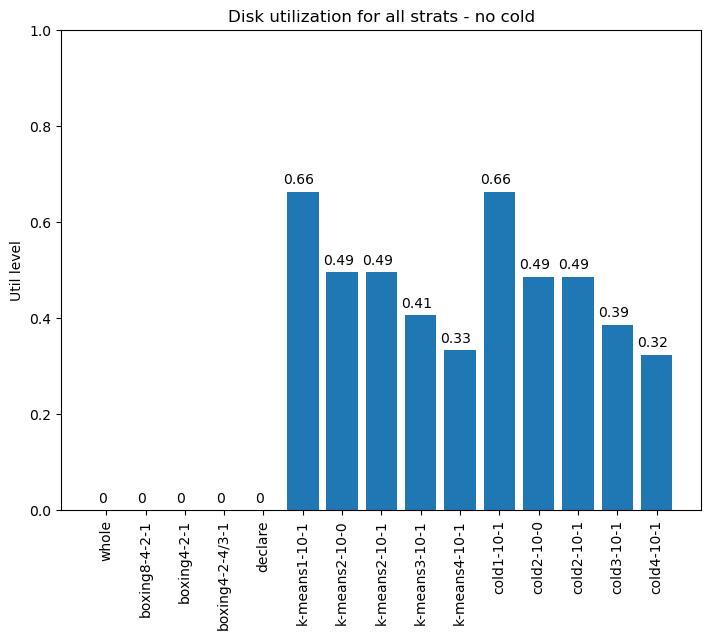 Disk utilization for all strats - no cold
Util level
1.0
0.8
0.6
0.4
0.2
0.0
0
0
0
0
0
0.66
0.49
0.49
0.41
0.33
0.66
0.49
0.49
0.39
0.32
whole
boxing8-4-2-1
boxing4-2-1
boxing4-2-4/3-1
declare
k-means1-10-1
k-means2-10-0
k-means2-10-1
k-means3-10-1
k-means4-10-1
cold1-10-1
cold2-10-0
cold2-10-1
cold3-10-1
cold4-10-1